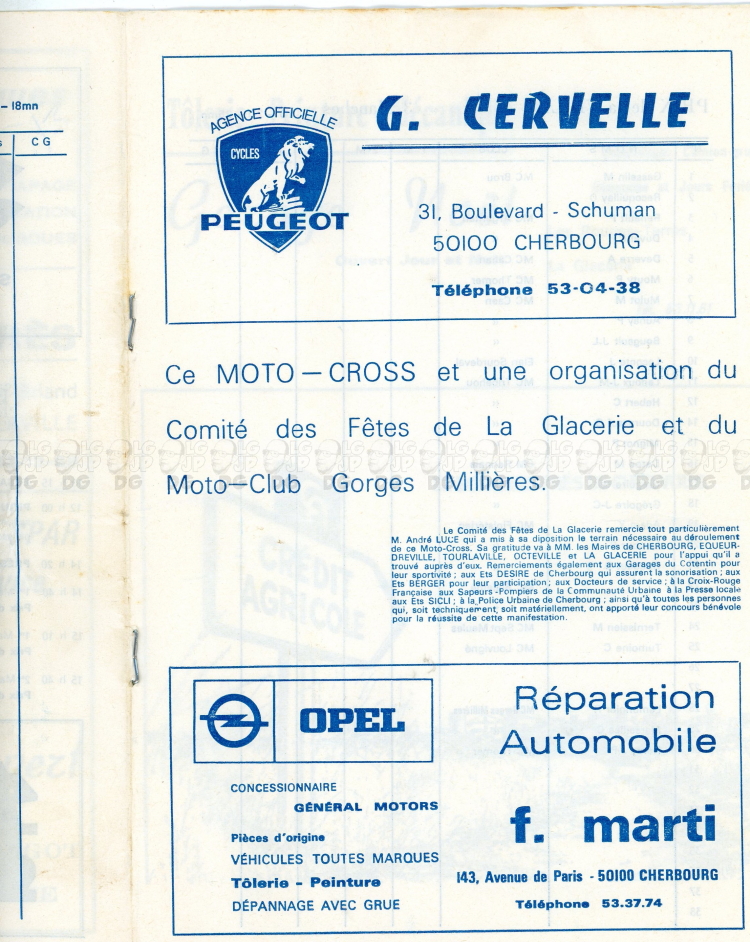 – 18mn
s CG
AGENCE OFFICIELLE
CYCLES
PEUGEOT
G. CERVELLE
31, Boulevard - Schuman
50100 CHERBOURG
Téléphone 53-04-38
Ce MOTO – CROSS et une organisation du
Comité des Fêtes de La Glacerie et du
Moto–Club Gorges Millières.
Le Comité des Fêtes de La Glacerie remercie tout particulièrement
M. André LUCE qui a mis à sa diposition le terrain nécessaire au déroulement
de ce Moto-Cross. Sa gratitude va à MM. les Maires de CHERBOURG, EQUEUR-
DREVILLE, TOURLAVILLE, OCTEVILLE et LA GLACERIE pour l'appui qu'il a
trouvé auprès d'eux. Remerciements également aux Garages du Cotentin pour
leur sportivité ; aux Ets DESIRE de Cherbourg qui assurent la sonorisation ; aux
Ets BERGER pour leur participation ; aux Docteurs de service ; à la Croix-Rouge
Française aux Sapeurs-Pompiers de la Communauté Urbaine à la Presse locale
aux Ets SICLI ; à la Police Urbaine de Cherbourg ; ainsi qu'à toutes les personnes
qui, soit techniquement, soit matériellement, ont apporté leur concours bénévole
pour la réussite de cette manifestation.
OPEL
CONCESSIONNAIRE
GÉNÉRAL MOTORS
Pièces d'origine
VÉHICULES TOUTES MARQUES
Tôlerie - Peinture
DÉPANNAGE AVEC GRUE
Réparation
Automobile
f. marti
143, Avenue de Paris - 50100 CHERBOURG
Téléphone 53.37.74